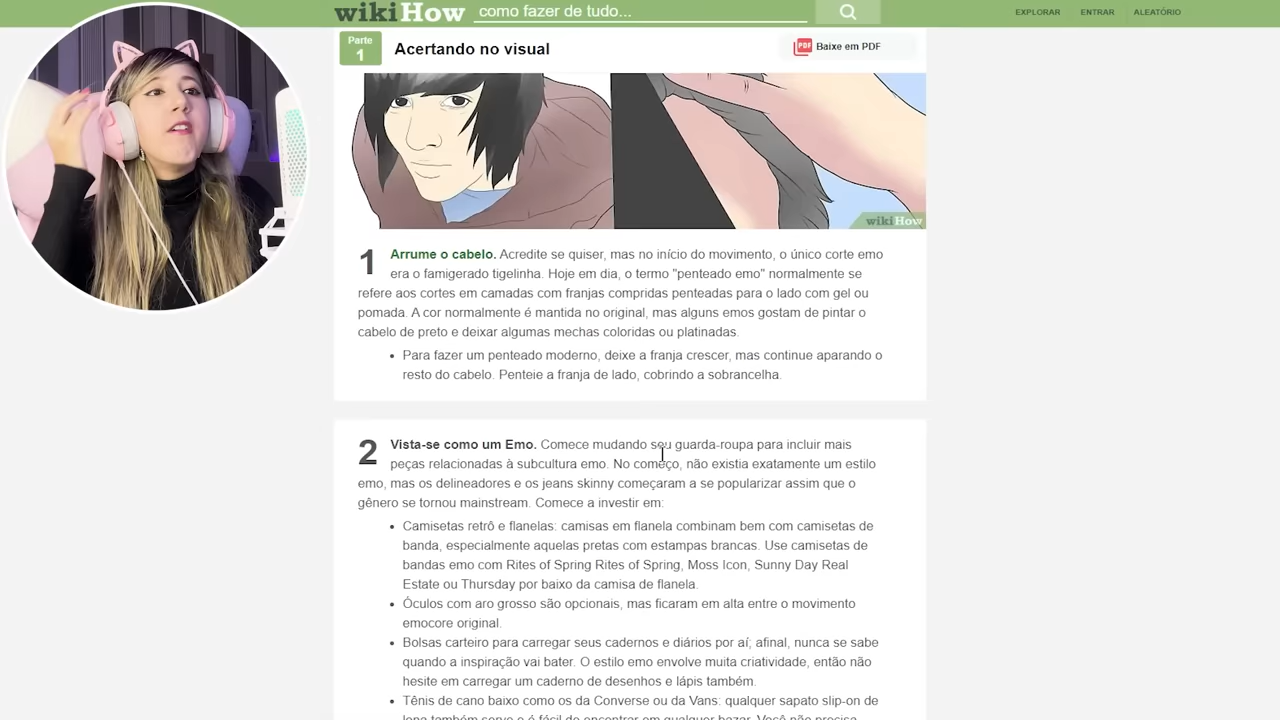 wikiHow como fazer de tudo... EXPLORAR ENTRAR ALEATÓRIO
Parte
1
Acertando no visual
PDF Baixe em PDF
wikiHow
1 Arrume o cabelo. Acredite se quiser, mas no início do movimento, o único corte emo
era o famigerado tigelinha. Hoje em dia, o termo "penteado emo" normalmente se
refere aos cortes em camadas com franjas compridas penteadas para o lado com gel ou
pomada. A cor normalmente é mantida no original, mas alguns emos gostam de pintar o
cabelo de preto e deixar algumas mechas coloridas ou platinadas.
• Para fazer um penteado moderno, deixe a franja crescer, mas continue aparando o
resto do cabelo. Penteie a franja de lado, cobrindo a sobrancelha.
2 Vista-se como um Emo. Comece mudando seu guarda-roupa para incluir mais
peças relacionadas à subcultura emo. No começo, não existia exatamente um estilo
emo, mas os delineadores e os jeans skinny começaram a se popularizar assim que o
gênero se tornou mainstream. Comece a investir em:
• Camisetas retrô e flanelas: camisas em flanela combinam bem com camisetas de
banda, especialmente aquelas pretas com estampas brancas. Use camisetas de
bandas emo com Rites of Spring Rites of Spring, Moss Icon, Sunny Day Real
Estate ou Thursday por baixo da camisa de flanela.
• Óculos com aro grosso são opcionais, mas ficaram em alta entre o movimento
emocore original.
• Bolsas carteiro para carregar seus cadernos e diários por aí; afinal, nunca se sabe
quando a inspiração vai bater. O estilo emo envolve muita criatividade, então não
hesite em carregar um caderno de desenhos e lápis também.
• Tênis de cano baixo como os da Converse ou da Vans: qualquer sapato slip-on de
lona também serve e é fácil de encontrar em qualquer bazar. Você não precisa